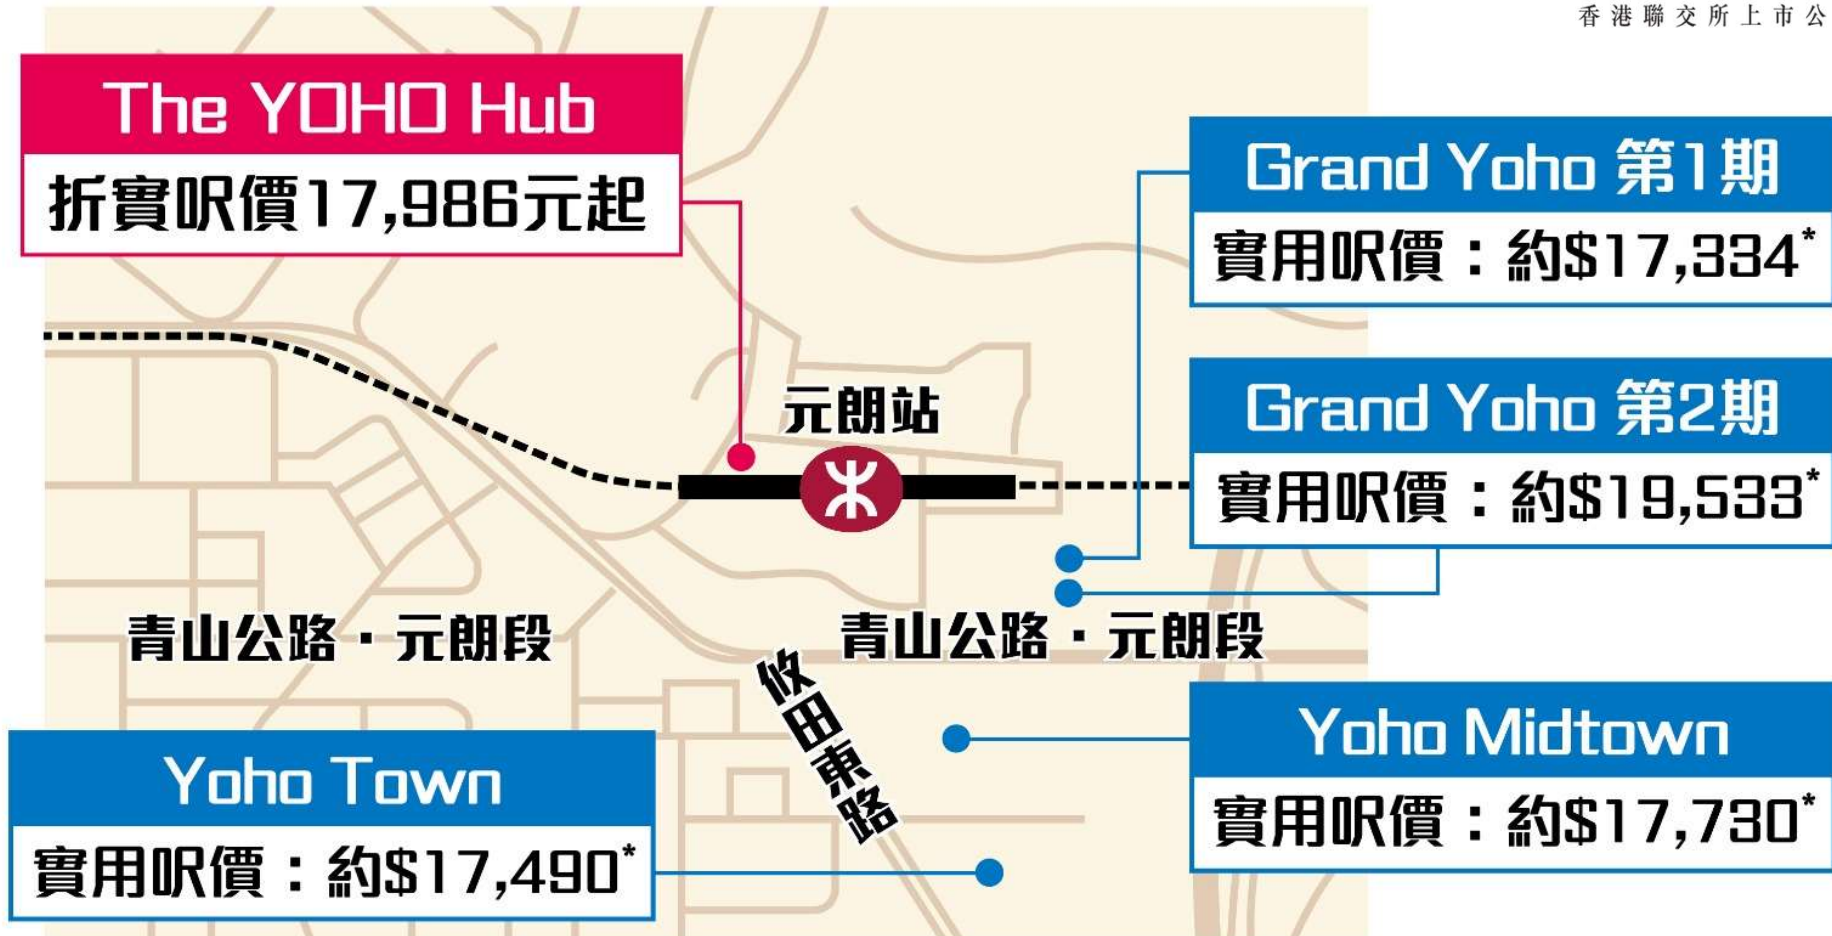 香港聯交所上市公
The YOHO Hub
折實呎價17,986元起
Grand Yoho 第1期
實用呎價：約$17,334*
Grand Yoho 第2期
實用呎價：約$19,533*
元朗站
青山公路·元朗段
青山公路·元朗段
攸田東路
Yoho Midtown
實用呎價：約$17,730*
Yoho Town
實用呎價：約$17,490*